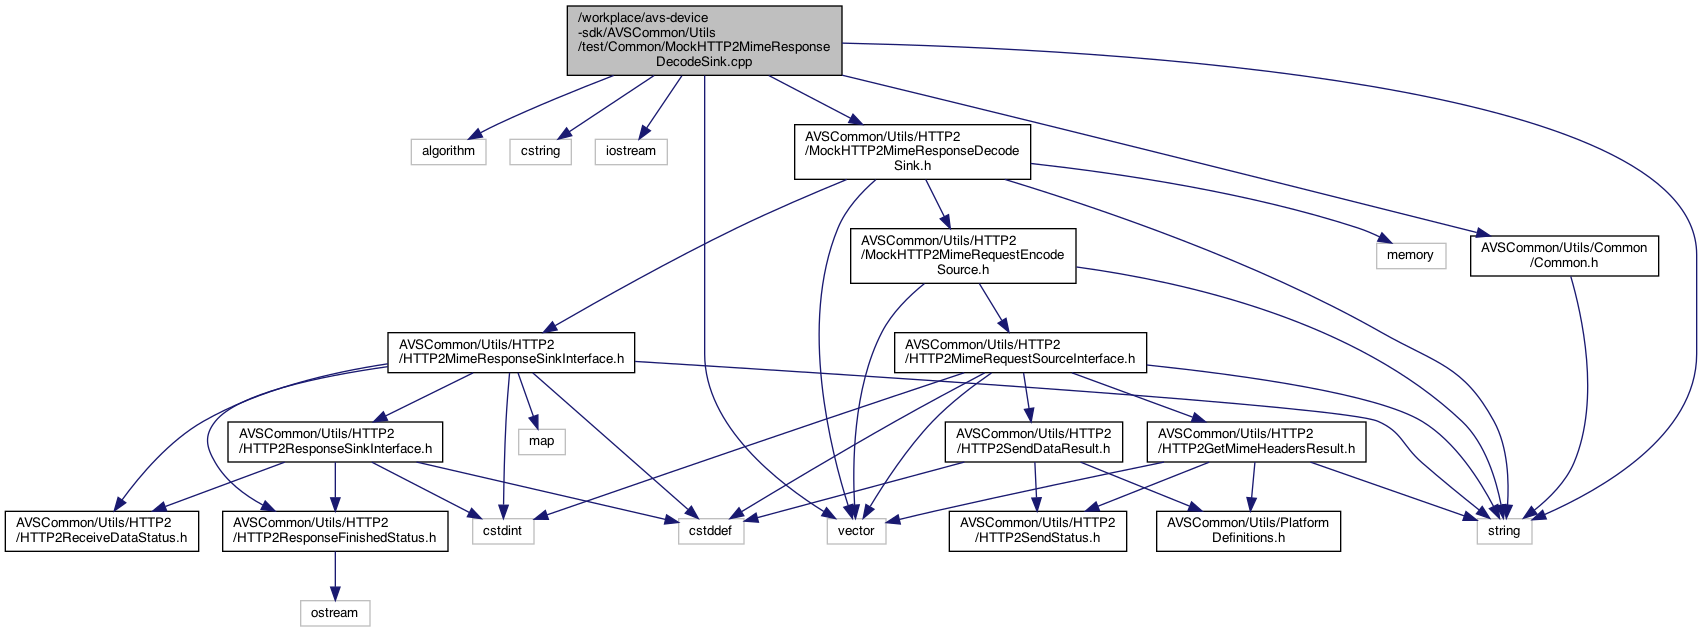 /workplace/avs-device
-sdk/AVSCommon/Utils
/test/Common/MockHTTP2MimeResponse
DecodeSink.cpp
algorithm
cstring
iostream
AVSCommon/Utils/HTTP2
/MockHTTP2MimeResponseDecode
Sink.h
AVSCommon/Utils/HTTP2
/MockHTTP2MimeRequestEncode
Source.h
memory
AVSCommon/Utils/Common
/Common.h
AVSCommon/Utils/HTTP2
/HTTP2MimeResponseSinkInterface.h
AVSCommon/Utils/HTTP2
/HTTP2MimeRequestSourceInterface.h
AVSCommon/Utils/HTTP2
/HTTP2ResponseSinkInterface.h
map
AVSCommon/Utils/HTTP2
/HTTP2SendDataResult.h
AVSCommon/Utils/HTTP2
/HTTP2GetMimeHeadersResult.h
AVSCommon/Utils/HTTP2
/HTTP2ReceiveDataStatus.h
AVSCommon/Utils/HTTP2
/HTTP2ResponseFinishedStatus.h
cstdint
cstddef
vector
AVSCommon/Utils/HTTP2
/HTTP2SendStatus.h
AVSCommon/Utils/Platform
Definitions.h
string
ostream